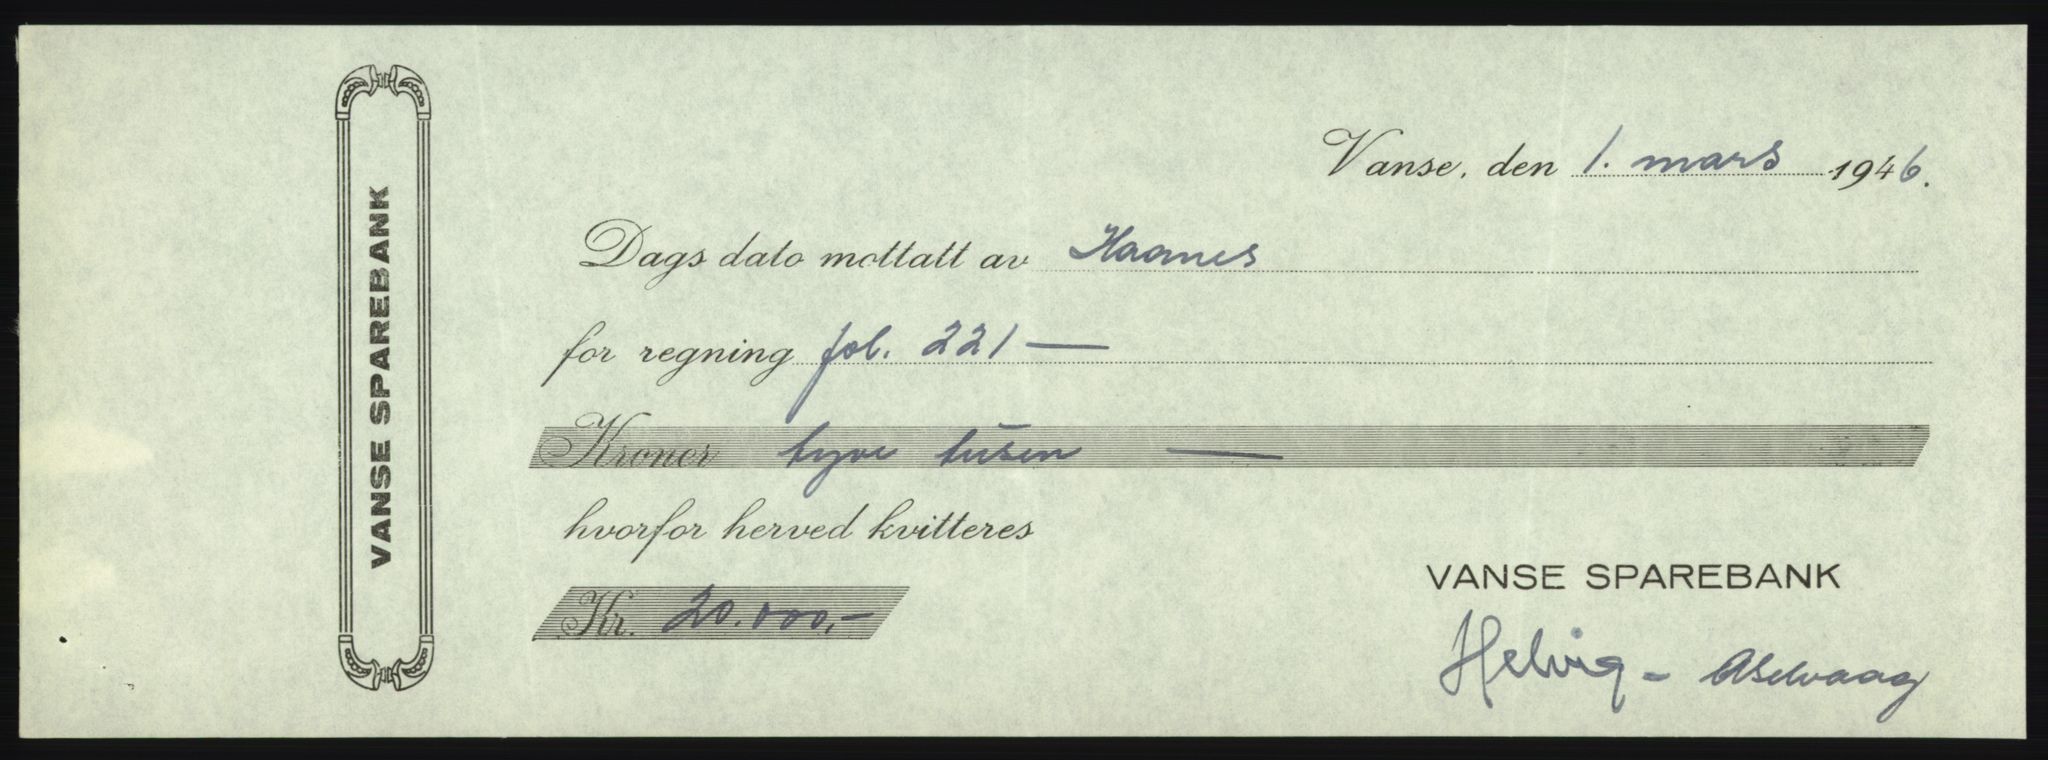 VANSE SPAREBANK
Vanse, den 1. mars 1946.
Dags dato mottatt av Haanes
for regning fol. 221 —
Kroner tyve tusen —
hvorfor herved kvitteres
Kr. 20.000,-
VANSE SPAREBANK
Helvig - Aselvaag